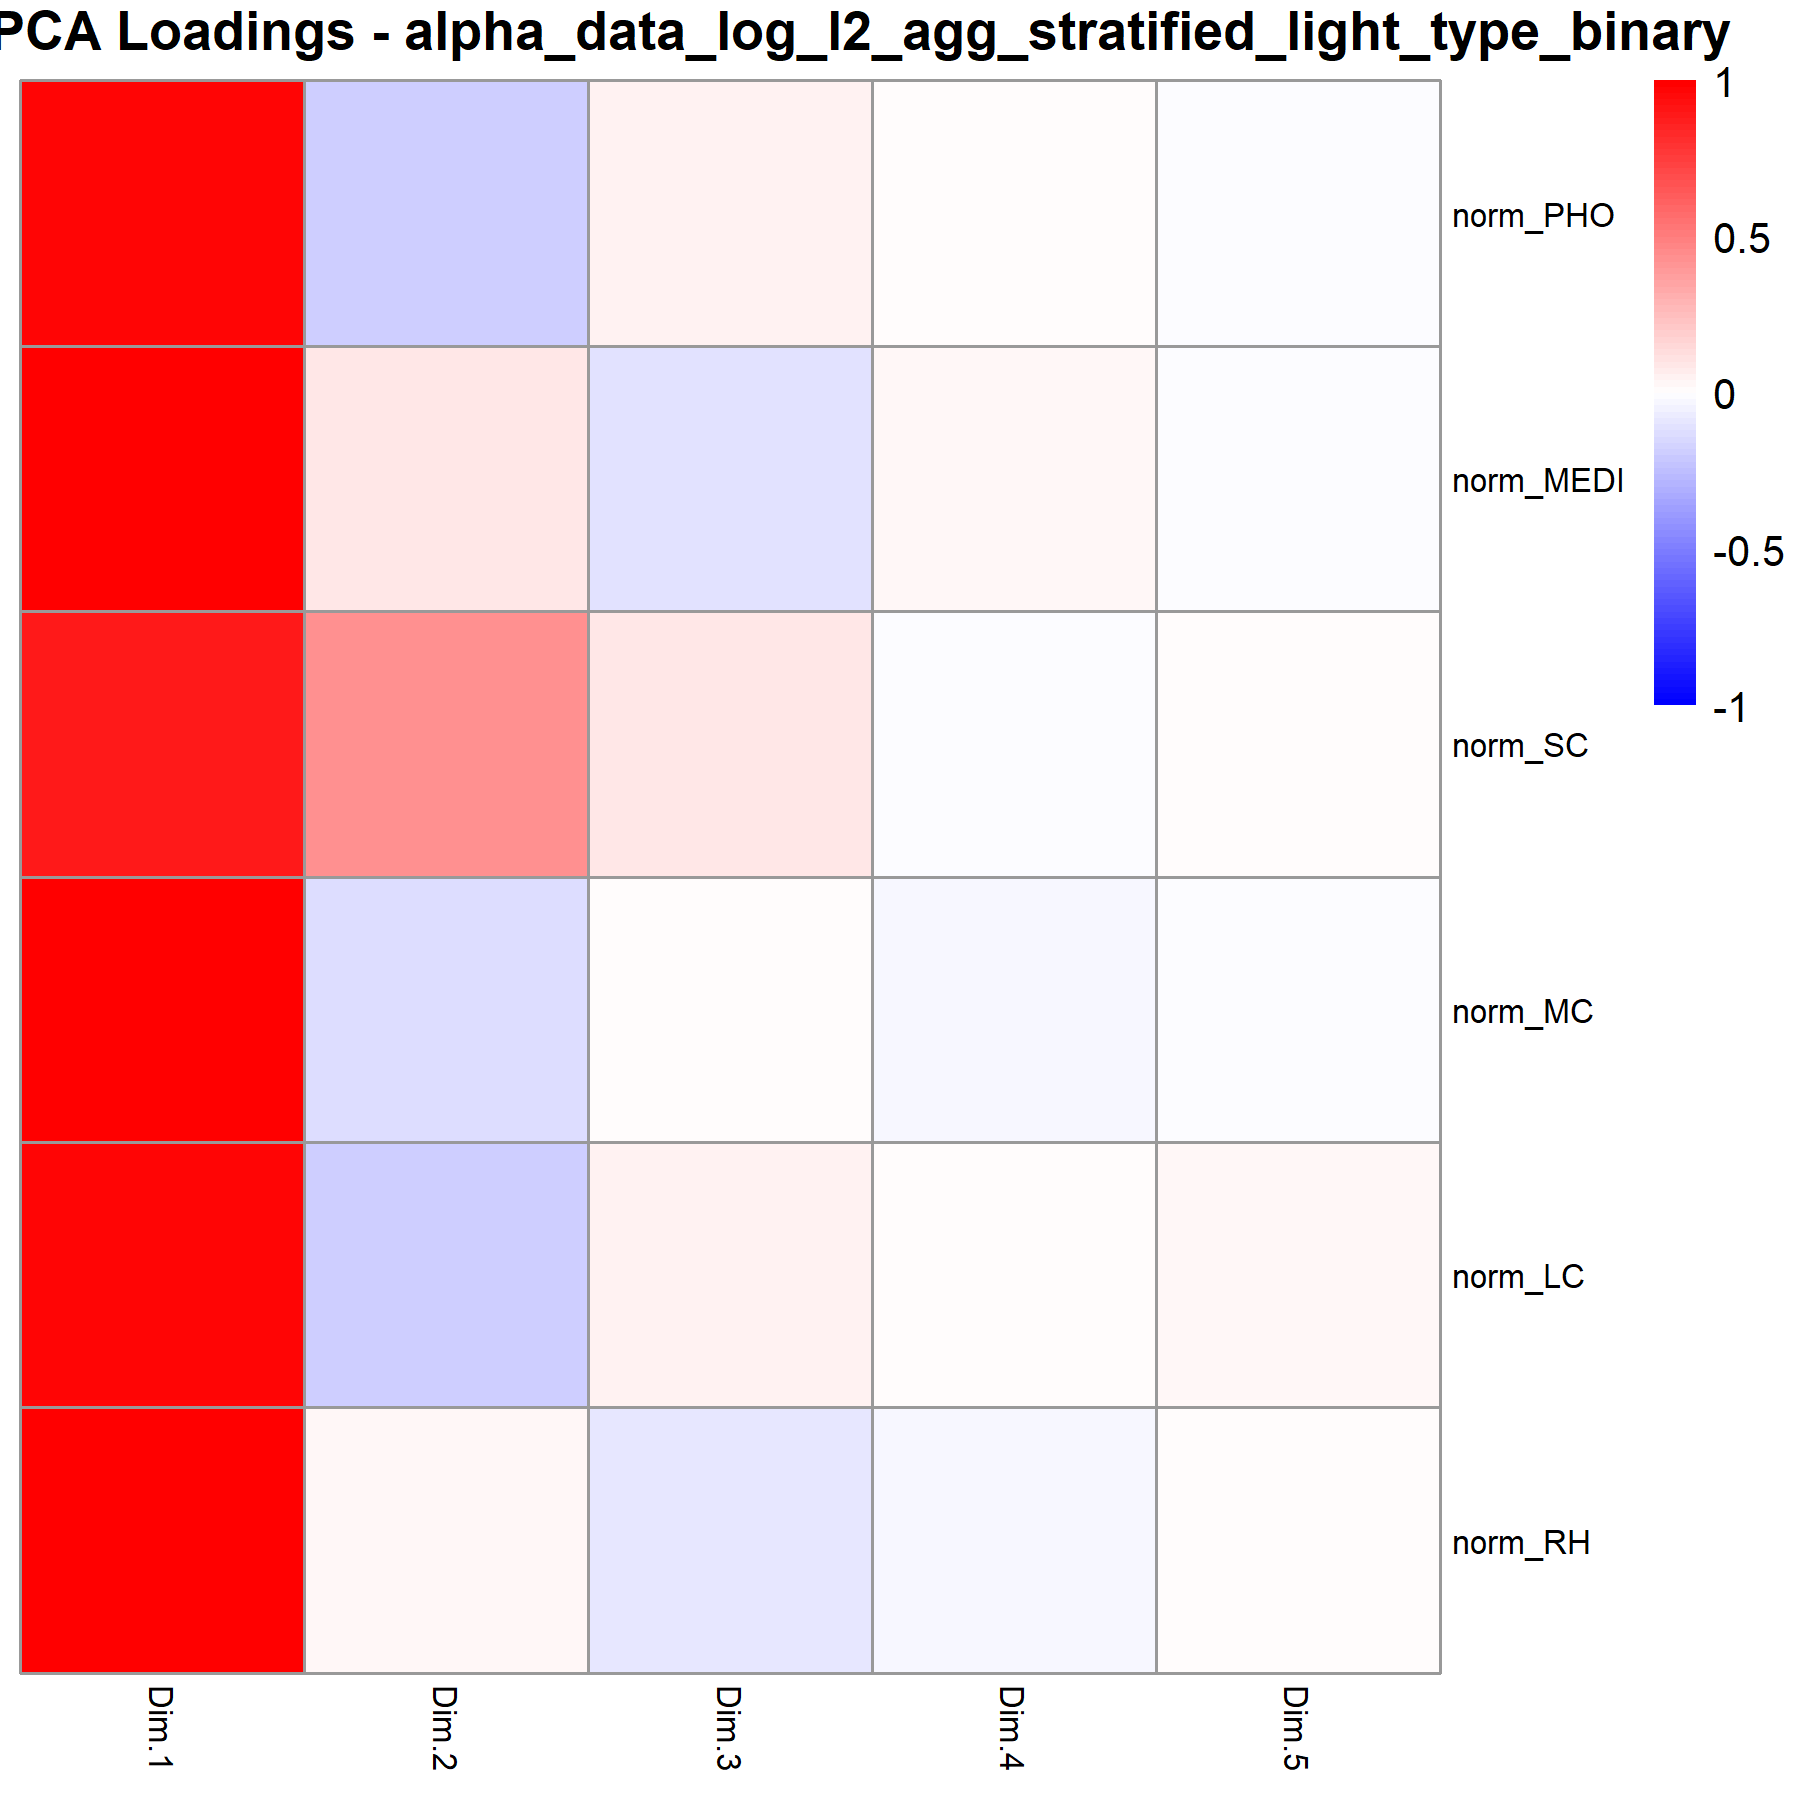 PCA Loadings - alpha_data_log_l2_agg_stratified_light_type_binary
1
0.5
0
-0.5
-1
norm_PHO
norm_MEDI
norm_SC
norm_MC
norm_LC
norm_RH
Dim.1
Dim.2
Dim.3
Dim.4
Dim.5